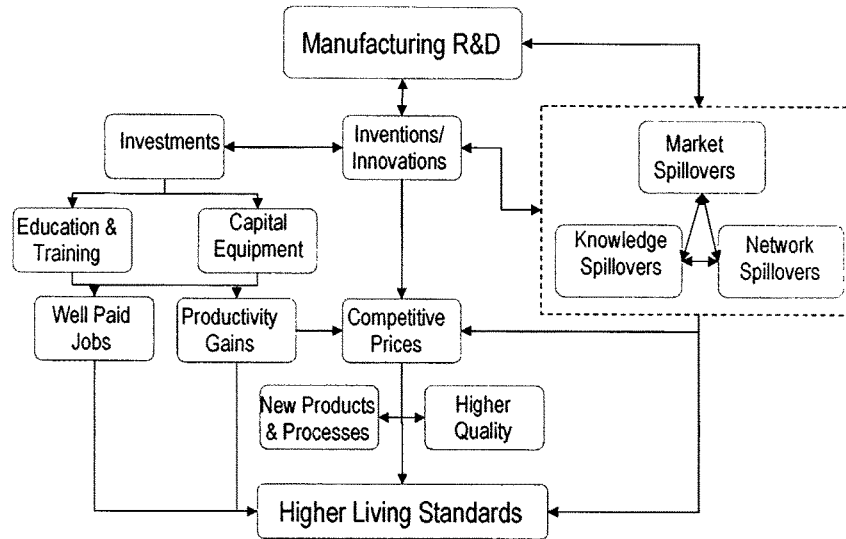 Manufacturing R&D
Investments
Inventions/
Innovations
Market
Spillovers
Education &
Training
Capital
Equipment
Knowledge
Spillovers
Network
Spillovers
Well Paid
Jobs
Productivity
Gains
Competitive
Prices
New Products
& Processes
Higher
Quality
Higher Living Standards